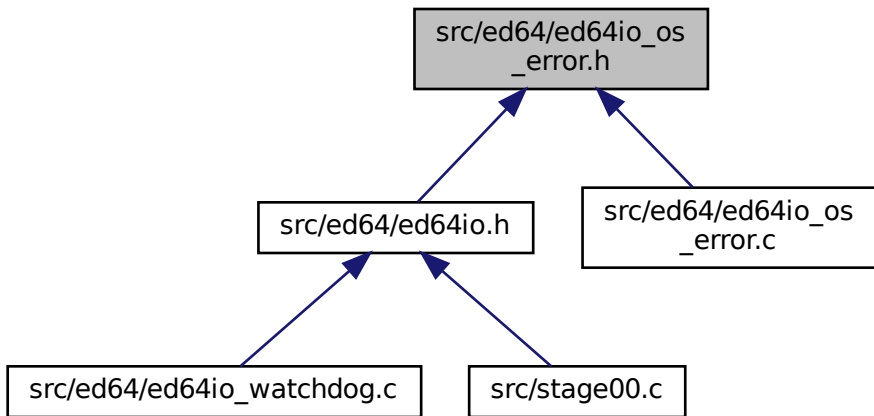 src/ed64/ed64io_os
_error.h
src/ed64/ed64io.h
src/ed64/ed64io_os
_error.c
src/ed64/ed64io_watchdog.c
src/stage00.c